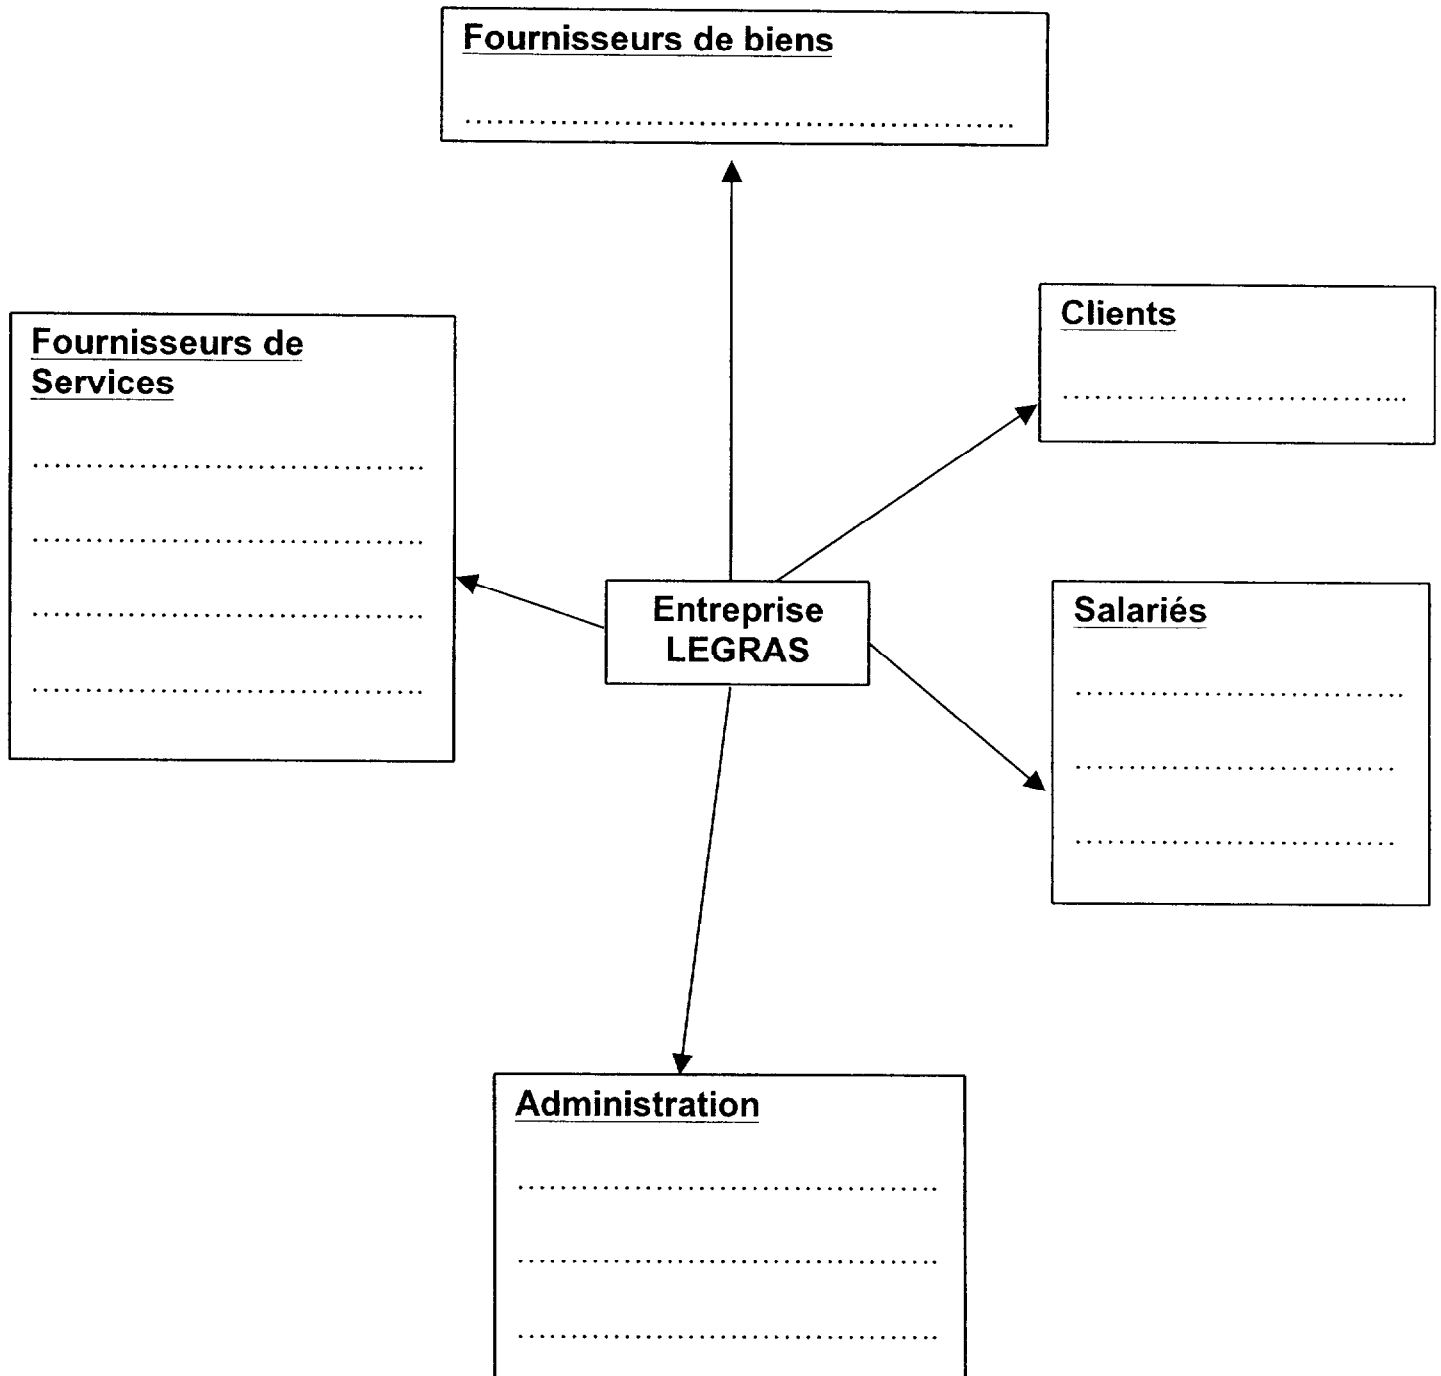 Fournisseurs de biens
........................................................
Clients
................................
Fournisseurs de
Services
....................................
....................................
....................................
....................................
Entreprise
LEGRAS
Salariés
................................
..............................
..............................
Administration
.......................................
.......................................
.......................................